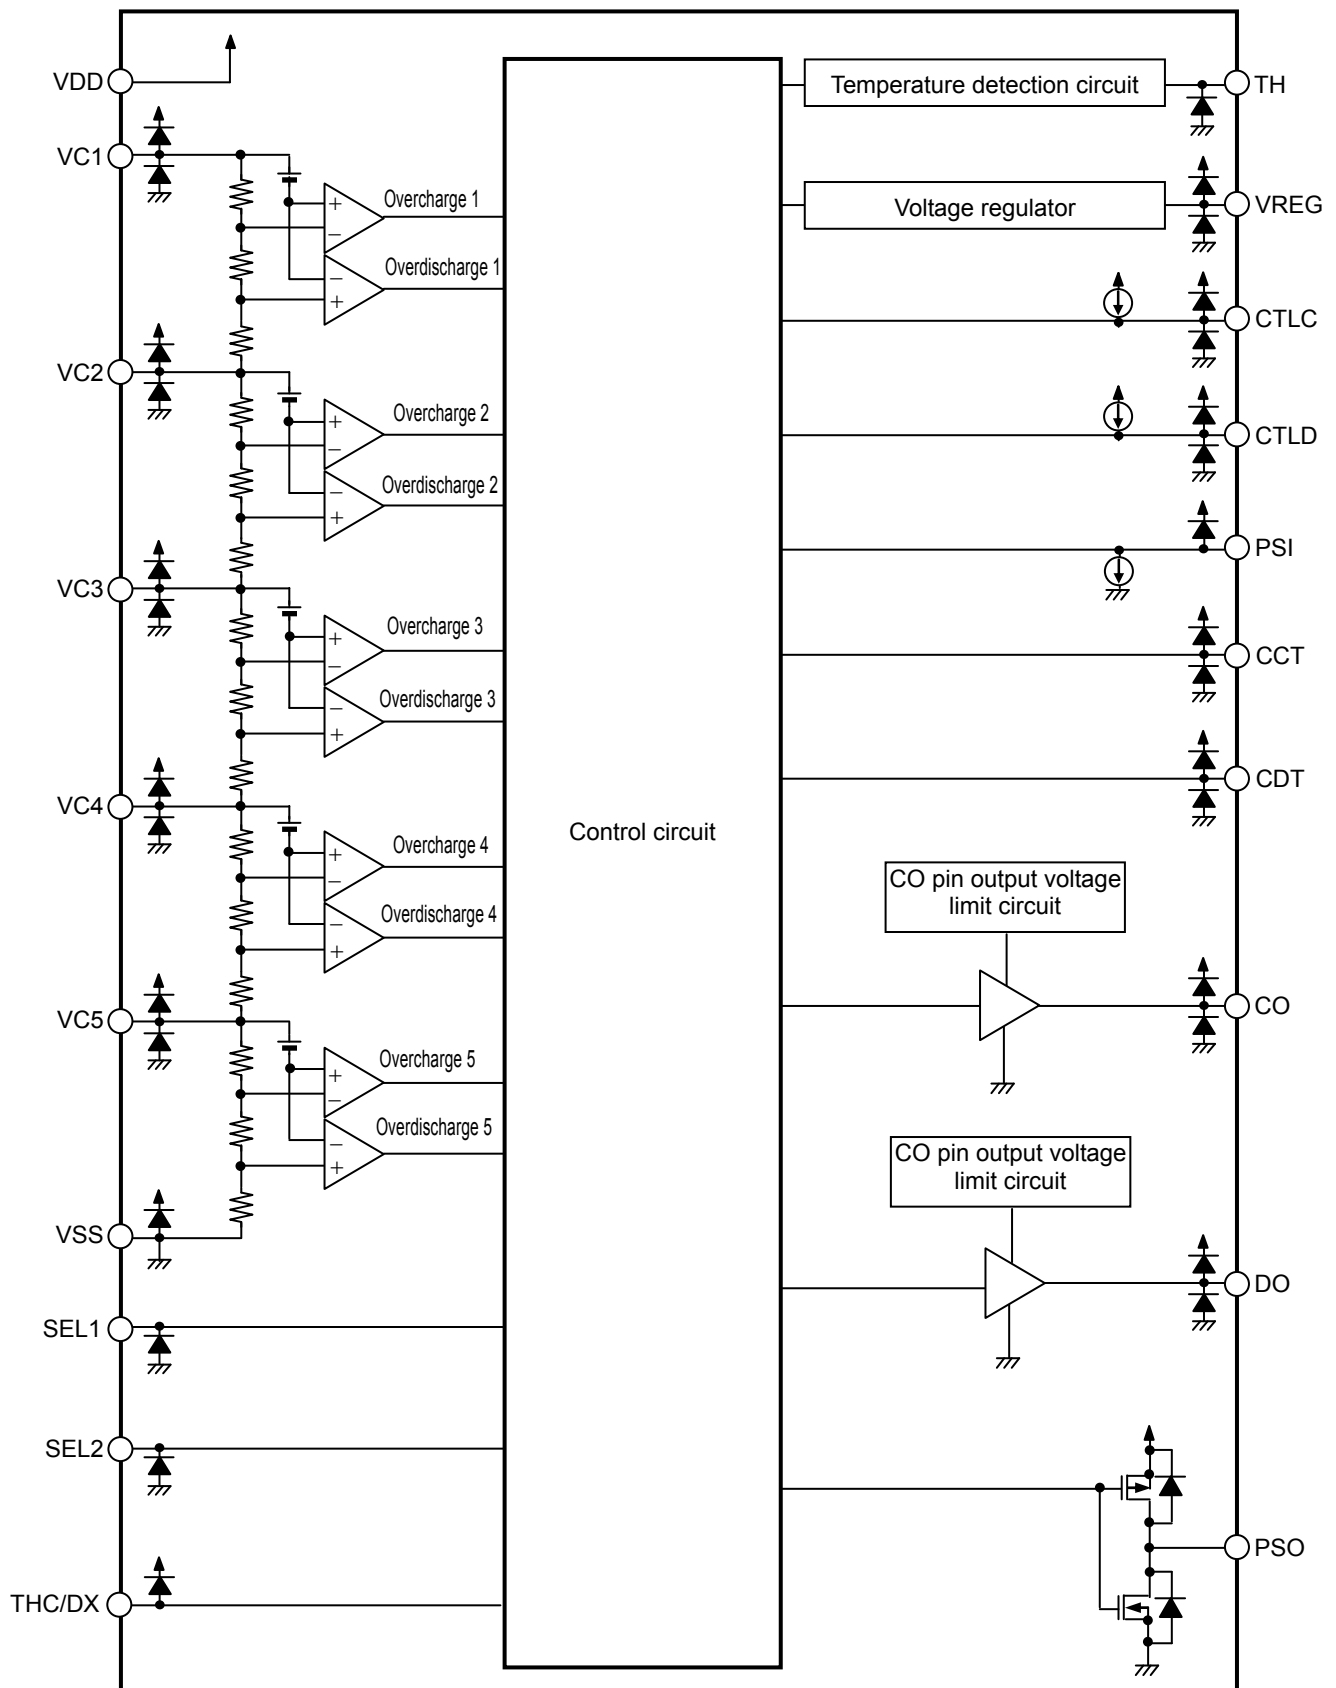 VDD
VC1
VC2
VC3
VC4
VC5
VSS
SEL1
SEL2
THC/DX
+
−
Overcharge 1
−
+
Overdischarge 1
+
−
Overcharge 2
−
+
Overdischarge 2
+
−
Overcharge 3
−
+
Overdischarge 3
+
−
Overcharge 4
−
+
Overdischarge 4
+
−
Overcharge 5
−
+
Overdischarge 5
Control circuit
Temperature detection circuit
Voltage regulator
CO pin output voltage
limit circuit
CO pin output voltage
limit circuit
TH
VREG
CTLC
CTLD
PSI
CCT
CDT
CO
DO
PSO